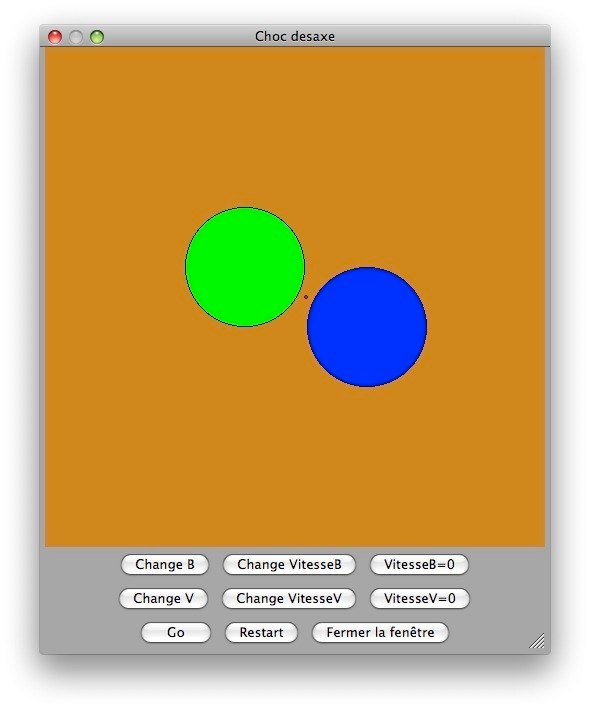 Choc desaxe
Change B Change VitesseB VitesseB=0
Change V Change VitesseV VitesseV=0
Go Restart Fermer la fenêtre